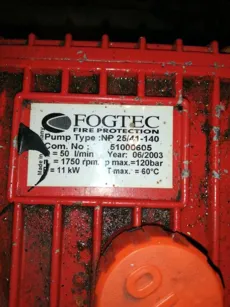 FOGTEC
FIRE PROTECTION
Pump Type :NP 25/41-140
Com. No : 51000605
= 50 l/min Year: 06/2003
= 1750 rpm p max.=120bar
= 11 kW T max. = 60°C
Made in